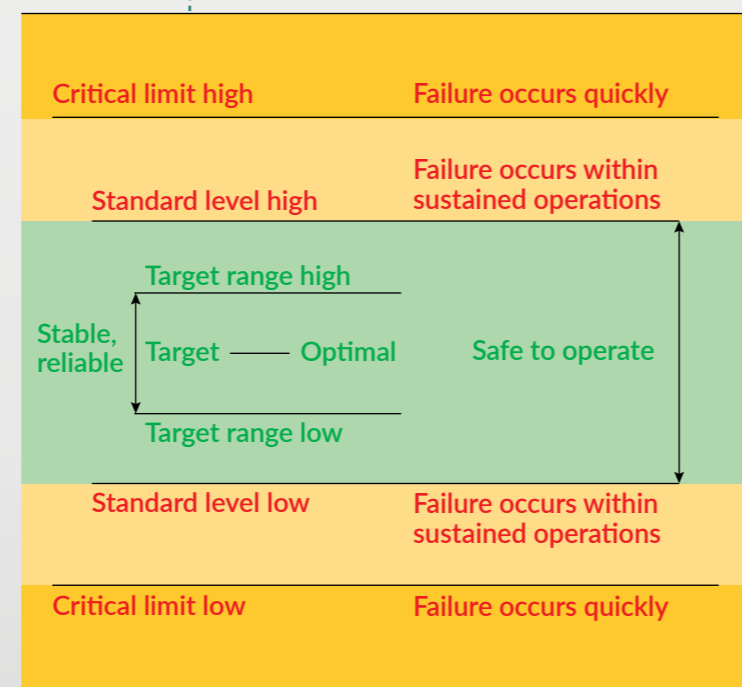 Critical limit high
Failure occurs quickly
Failure occurs within
sustained operations
Standard level high
Target range high
Stable,
reliable
Target
Optimal
Safe to operate
Target range low
Standard level low
Failure occurs within
sustained operations
Critical limit low
Failure occurs quickly